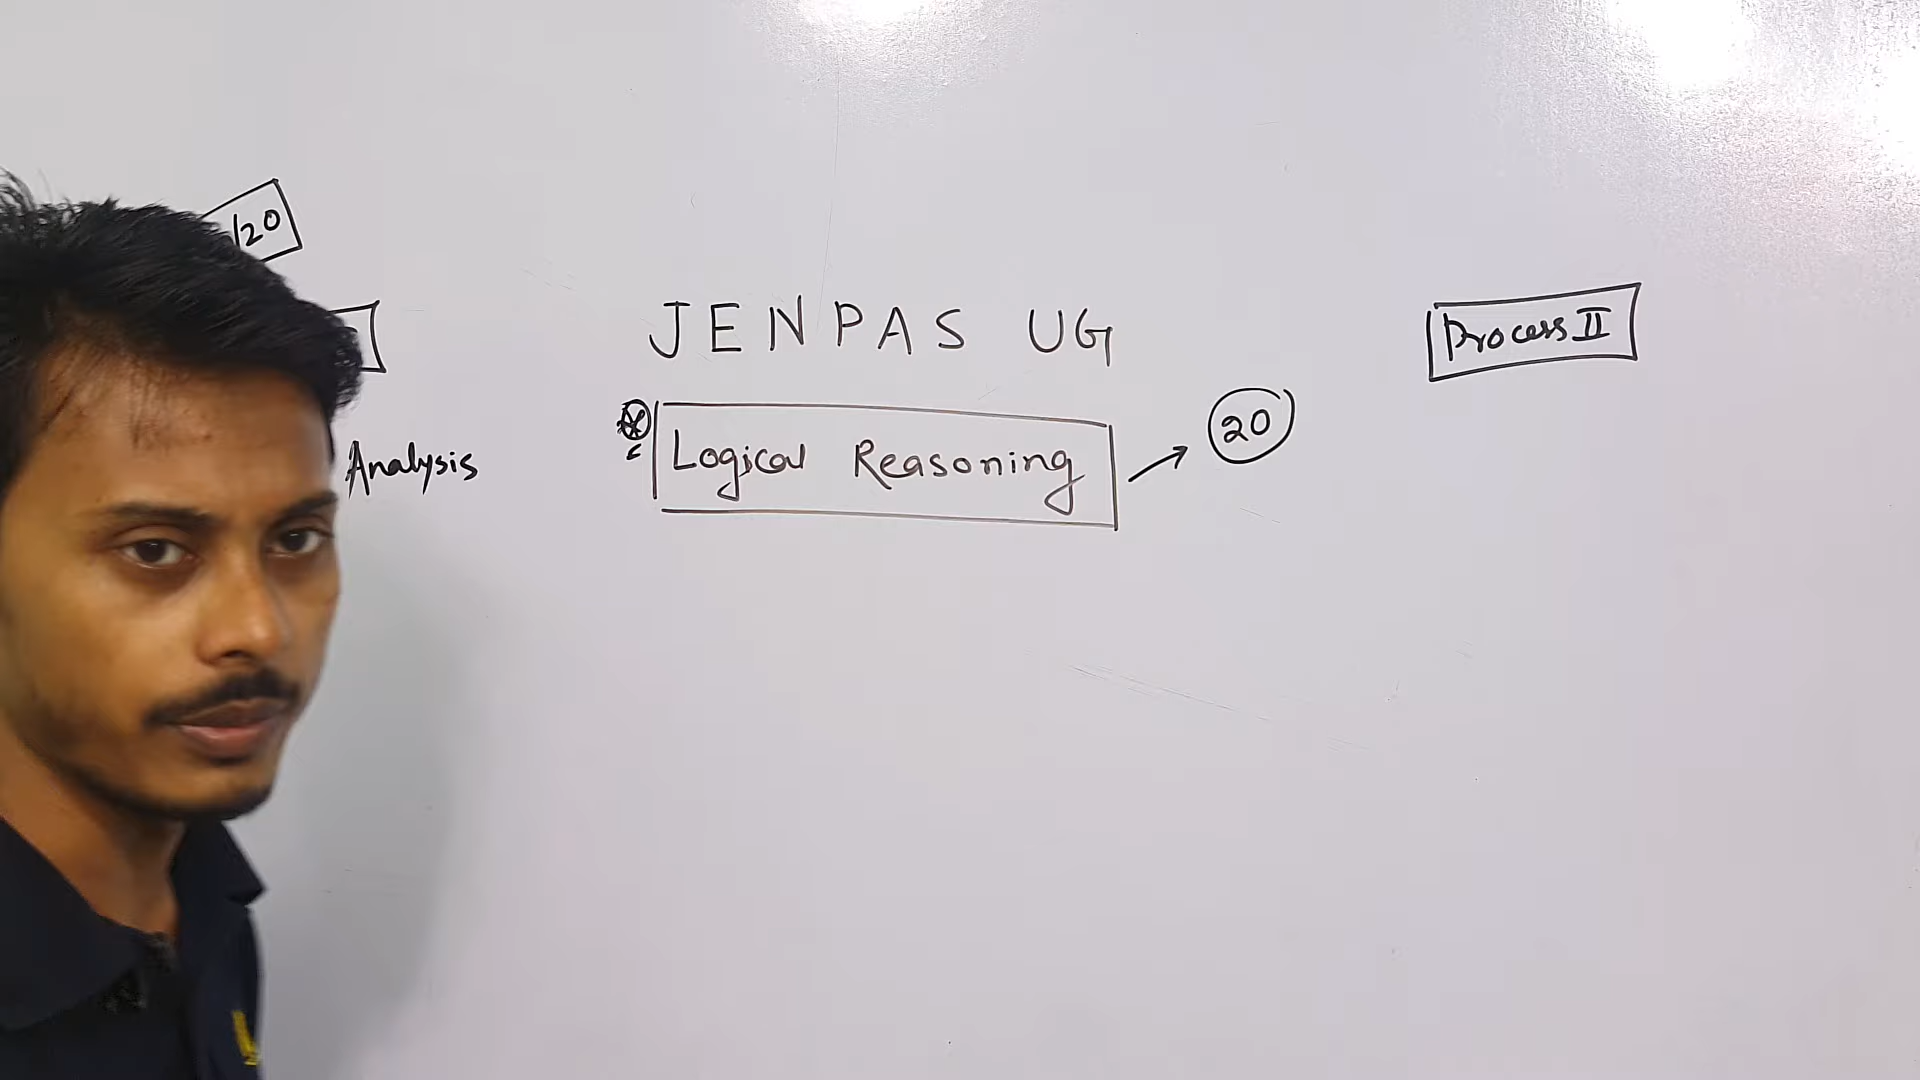 /20
JENPAS UG
Process II
Analysis
Logical Reasoning
20